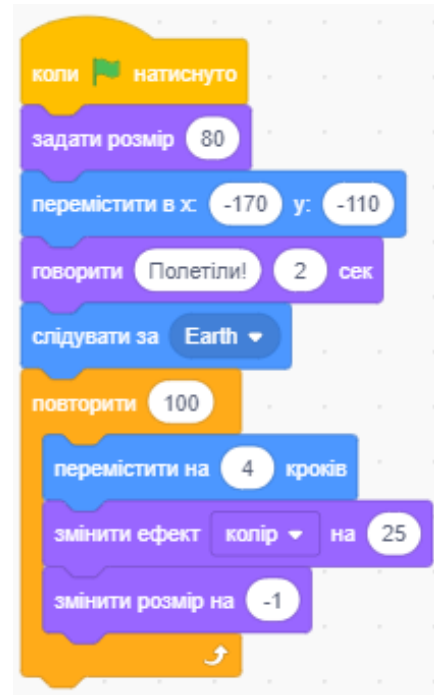 коли натиснуто
задати розмір 80
перемістити в x: -170 y: -110
говорити Полетіли! 2 сек
слідувати за Earth
повторити 100
перемістити на 4 кроків
змінити ефект колір на 25
змінити розмір на -1